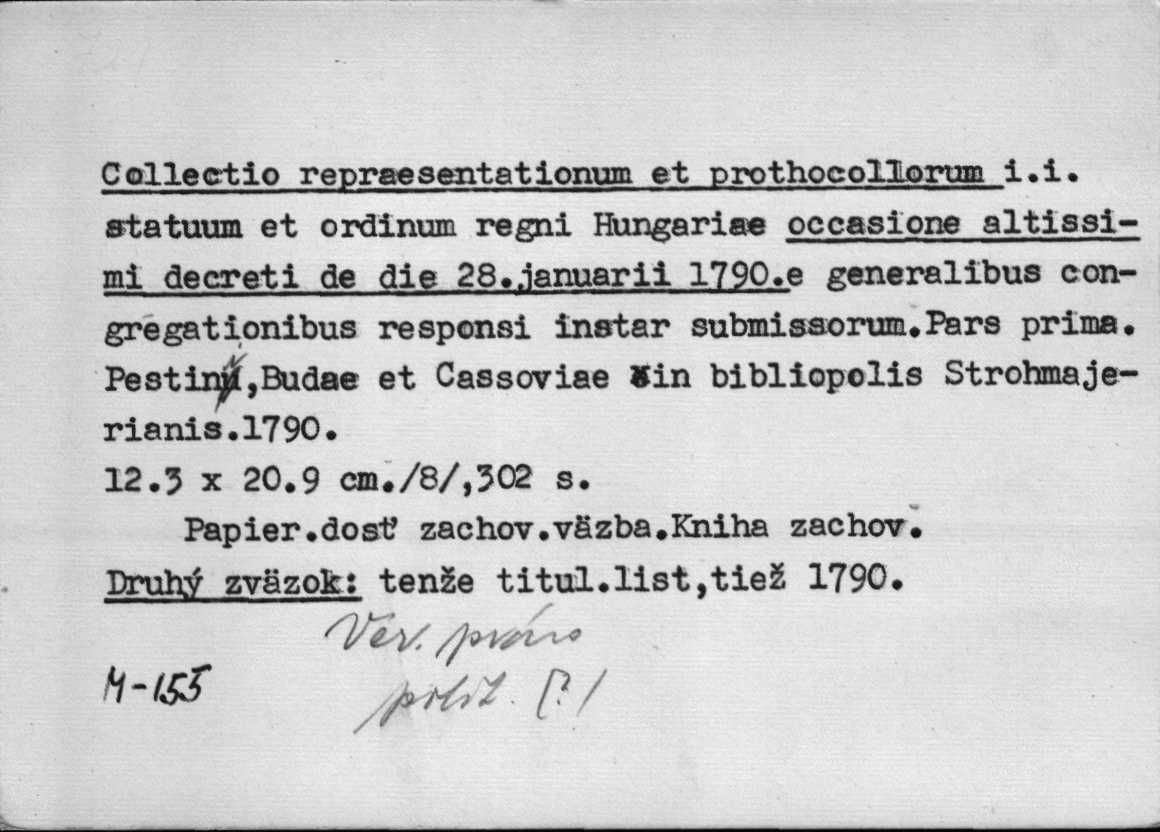 Collectio repraesentationum et prothocollorum i.i.
statuum et ordinum regni Hungariae occasione altissi-
mi decreti de die 28.januarii 1790.e generalibus con-
gregationibus responsi instar submissorum.Pars prima.
Pestiny,Budae et Cassoviae in bibliopolis Strohmaje-
rianis.1790.
12.3 x 20.9 cm./8/,302 s.
Papier.dosť zachov.väzba.Kniha zachov.
Druhý zväzok: tenže titul.list,tiež 1790.
Ver. právo
polit. (?)
M-155